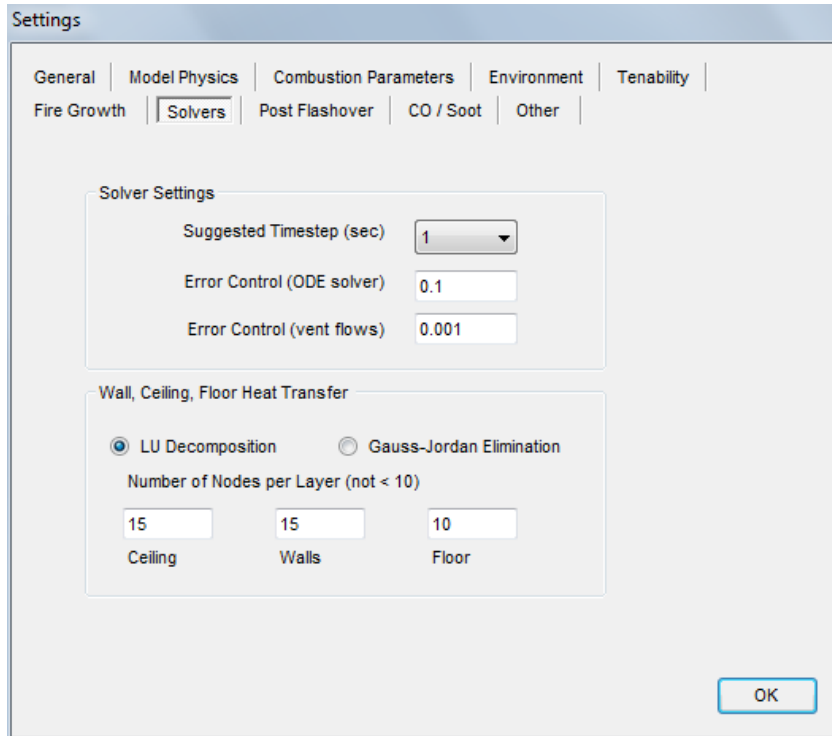 Settings
General Model Physics Combustion Parameters Environment Tenability
Fire Growth Solvers Post Flashover CO / Soot Other
Solver Settings
Suggested Timestep (sec) 1
Error Control (ODE solver) 0.1
Error Control (vent flows) 0.001
Wall, Ceiling, Floor Heat Transfer
LU Decomposition Gauss-Jordan Elimination
Number of Nodes per Layer (not < 10)
15 15 10
Ceiling Walls Floor
OK